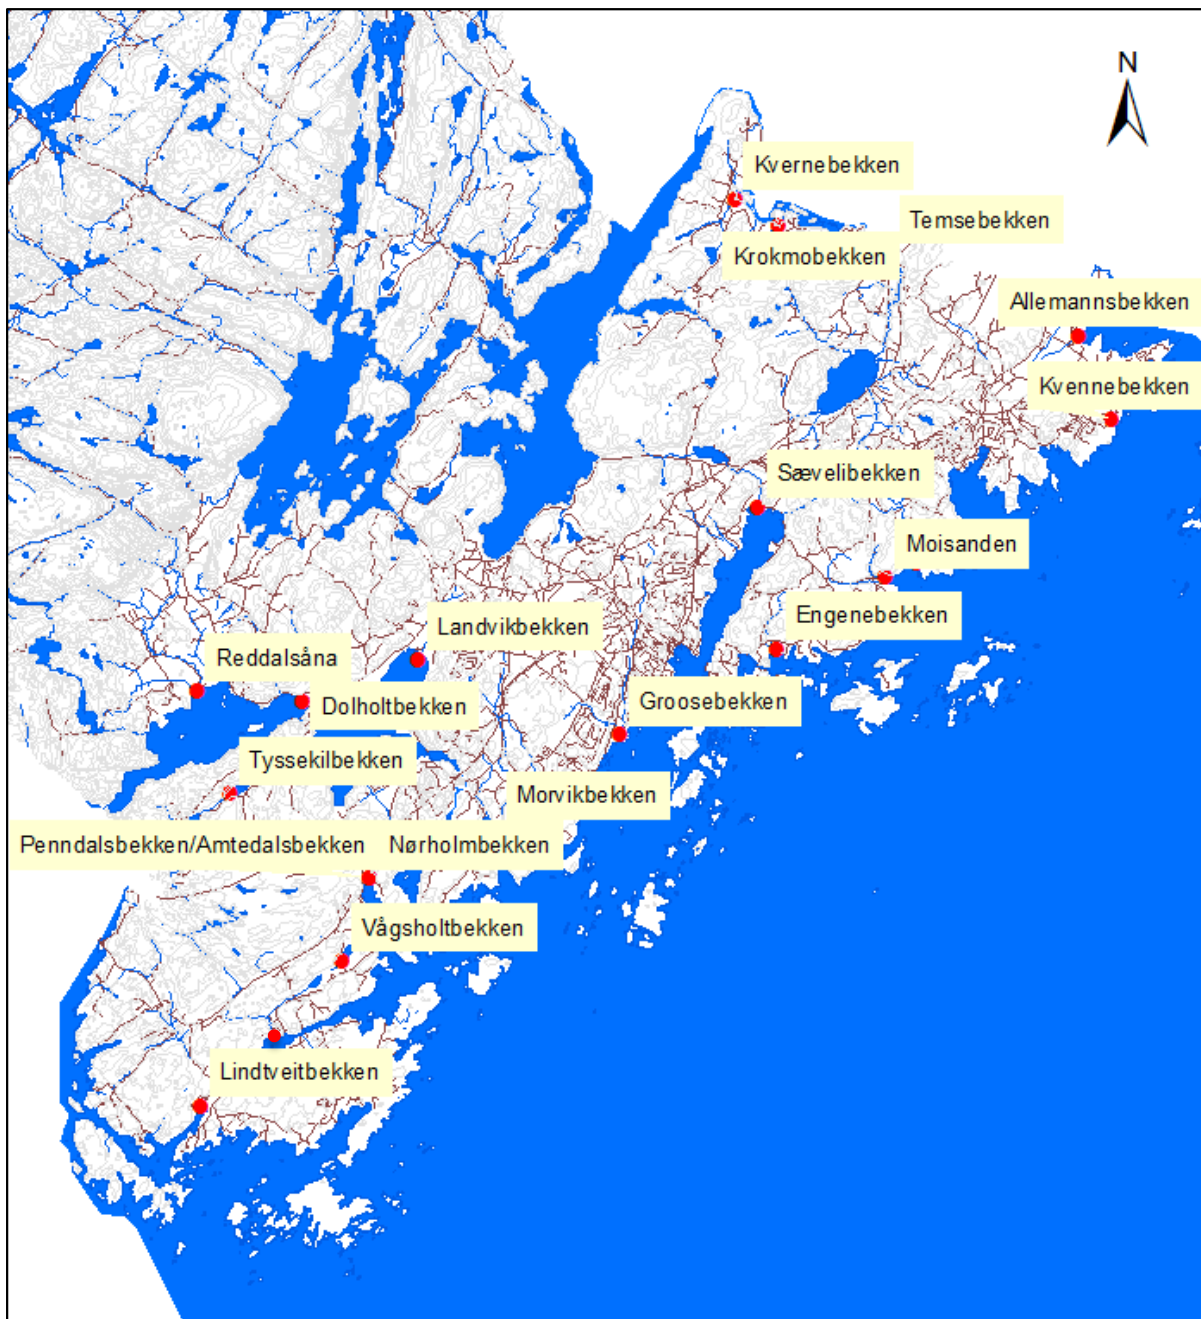 N
Kvernebekken
Temsebekken
Krokmobekken
Allemannsbekken
Kvennebekken
Sævelibekken
Moisanden
Engenebekken
Landvikbekken
Reddalsåna
Groosebekken
Dolholtbekken
Tyssekilbekken
Morvikbekken
Penndalsbekken/Amtedalsbekken
Nørholmbekken
Vågsholtbekken
Lindtveitbekken